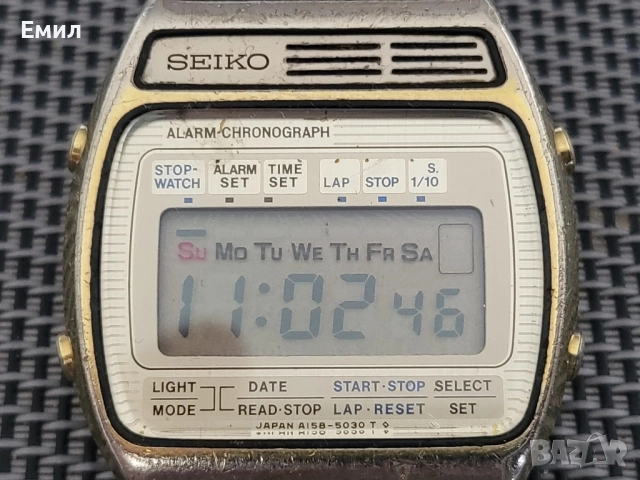 Емил
SEIKO
ALARM-CHRONOGRAPH
STOP-WATCH ALARM SET TIME SET LAP STOP S. 1/10
SU MO TU WE TH FR SA
11:02 46
LIGHT DATE START·STOP SELECT
MODE READ·STOP LAP·RESET SET
JAPAN A158-5030 T
BAZAR